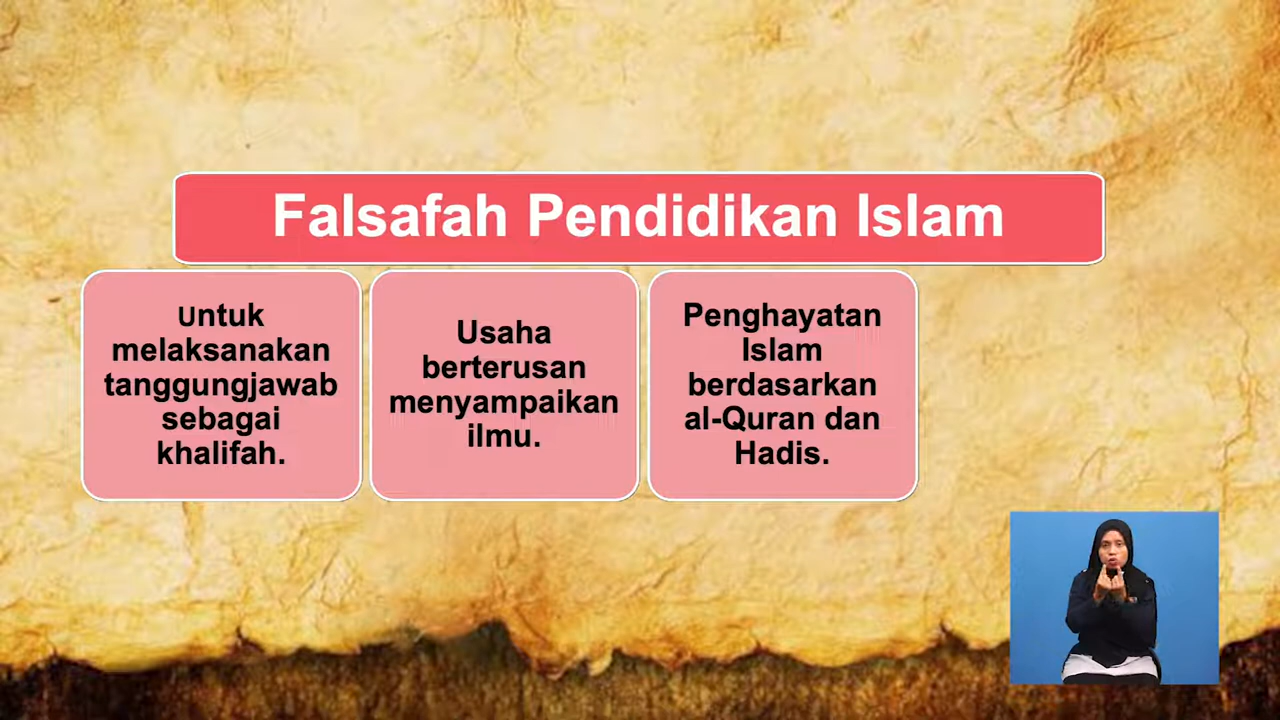 Falsafah Pendidikan Islam
Untuk
melaksanakan
tanggungjawab
sebagai
khalifah.
Usaha
berterusan
menyampaikan
ilmu.
Penghayatan
Islam
berdasarkan
al-Quran dan
Hadis.